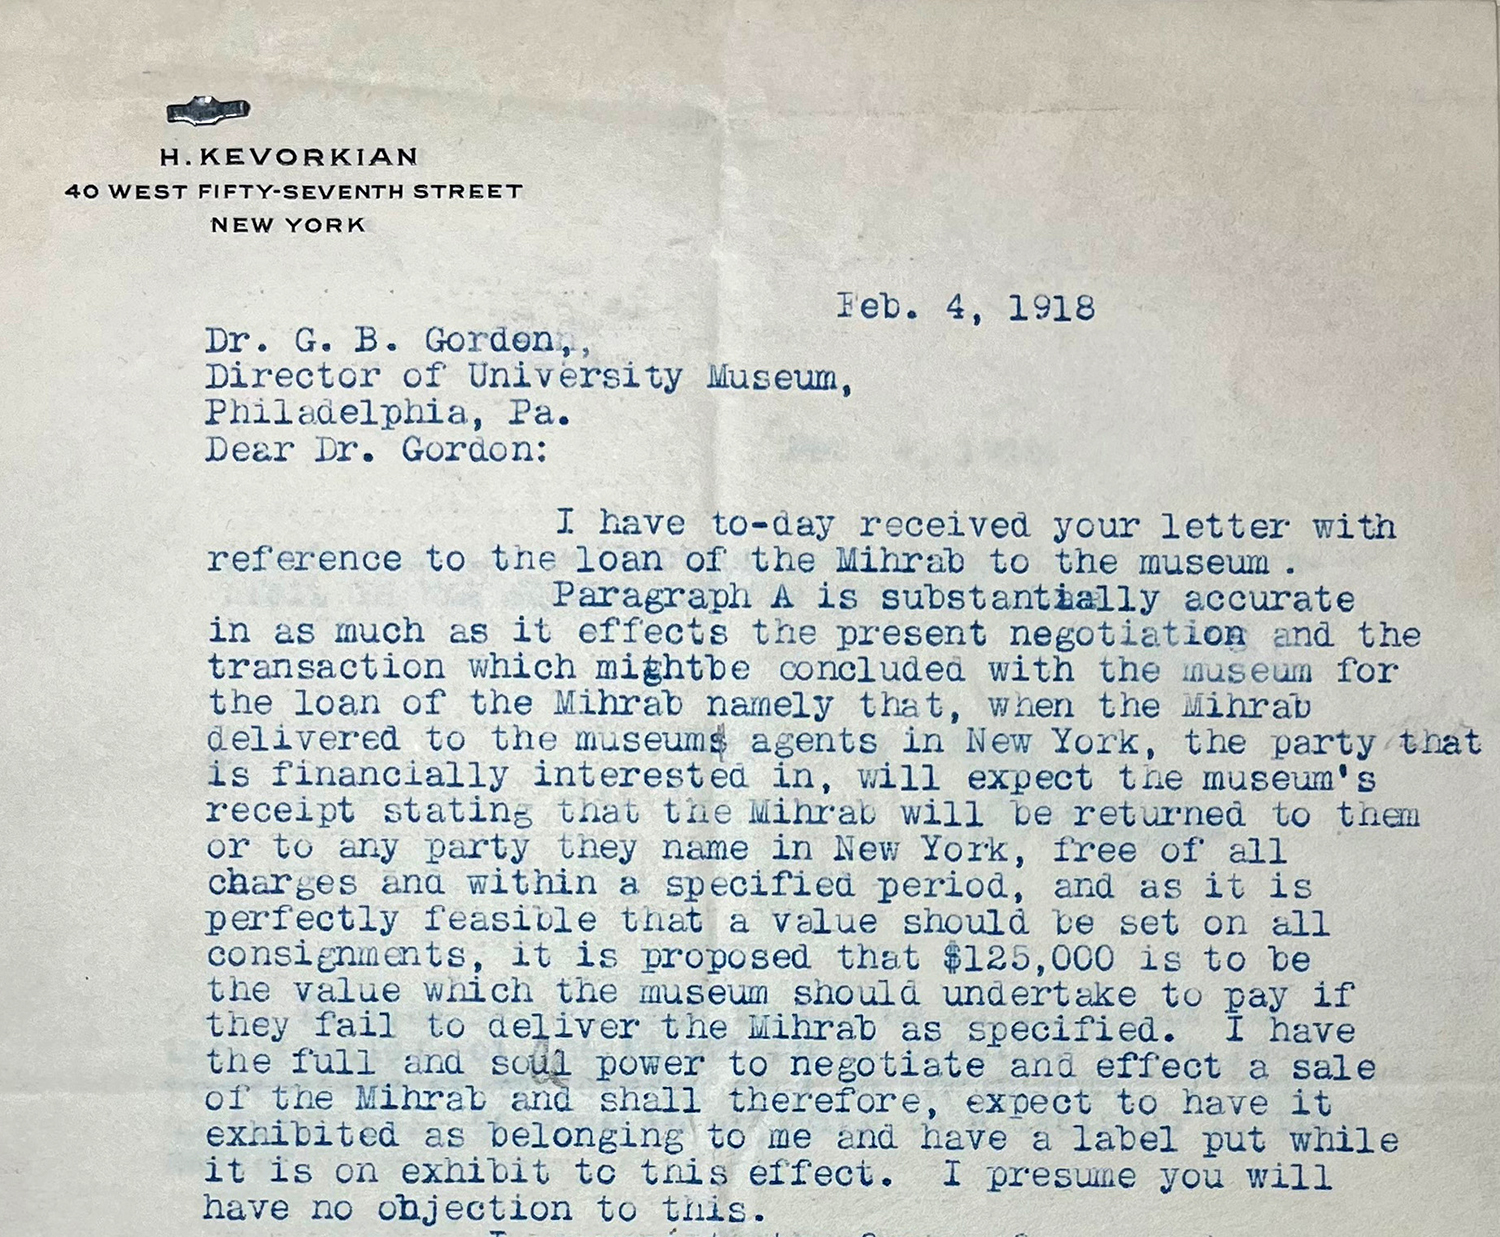 H. KEVORKIAN
40 WEST FIFTY-SEVENTH STREET
NEW YORK
Feb. 4, 1918
Dr. G. B. Gordon,,
Director of University Museum,
Philadelphia, Pa.
Dear Dr. Gordon:
I have to-day received your letter with
reference to the loan of the Mihrab to the museum .
Paragraph A is substantially accurate
in as much as it effects the present negotiation and the
transaction which mightbe concluded with the museum for
the loan of the Mihrab namely that, when the Mihrab
delivered to the museums agents in New York, the party that
is financially interested in, will expect the museum's
receipt stating that the Mihrab will be returned to them
or to any party they name in New York, free of all
charges and within a specified period, and as it is
perfectly feasible that a value should be set on all
consignments, it is proposed that $125,000 is to be
the value which the museum should undertake to pay if
they fail to deliver the Mihrab as specified. I have
the full and soul power to negotiate and effect a sale
of the Mihrab and shall therefore, expect to have it
exhibited as belonging to me and have a label put while
it is on exhibit to this effect. I presume you will
have no objection to this.